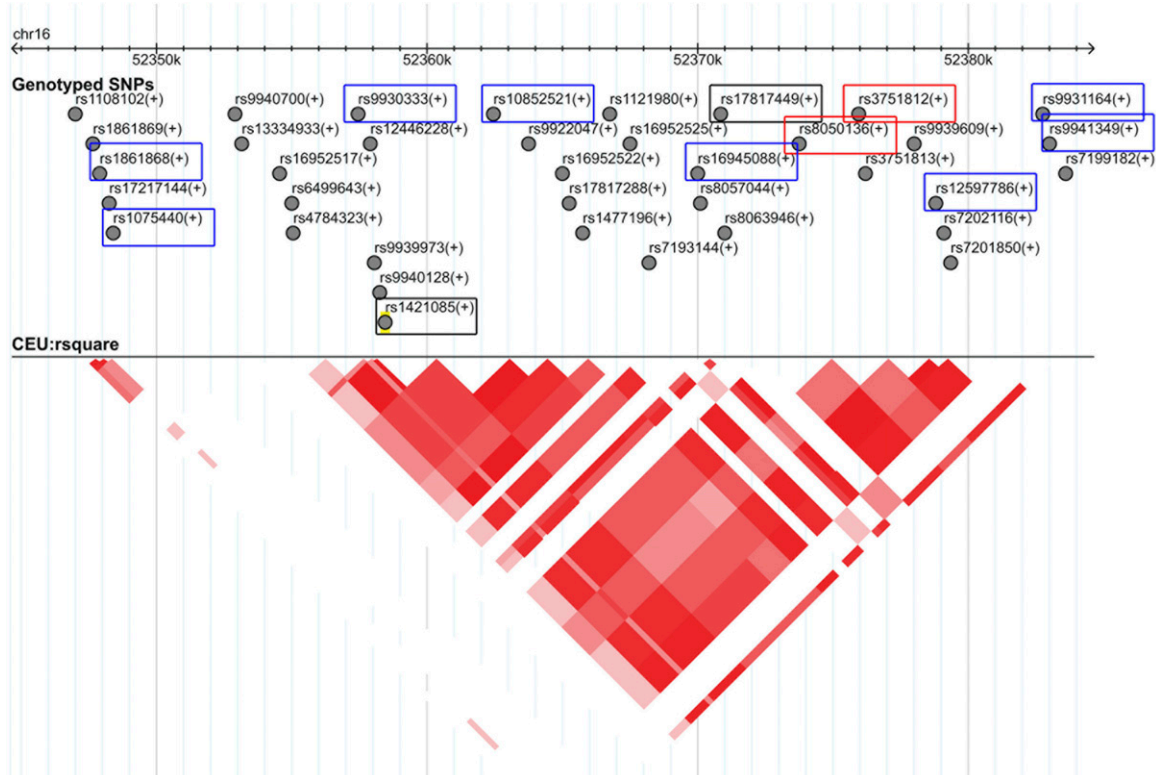 chr16
52350k 52360k 52370k 52380k
Genotyped SNPs
rs1108102(+) rs9940700(+) rs9930333(+) rs10852521(+) rs1121980(+) rs17817449(+) rs3751812(+) rs9931164(+)
rs1861869(+) rs13334933(+) rs12446228(+) rs9922047(+) rs16952525(+) rs8050136(+) rs9939609(+) rs9941349(+)
rs1861868(+) rs16952517(+) rs16952522(+) rs16945088(+) rs3751813(+) rs7199182(+)
rs17217144(+) rs6499643(+) rs17817288(+) rs8057044(+) rs12597786(+)
rs1075440(+) rs4784323(+) rs1477196(+) rs8063946(+) rs7202116(+)
rs9939973(+) rs7193144(+) rs7201850(+)
rs9940128(+)
rs1421085(+)
CEU:rsquare